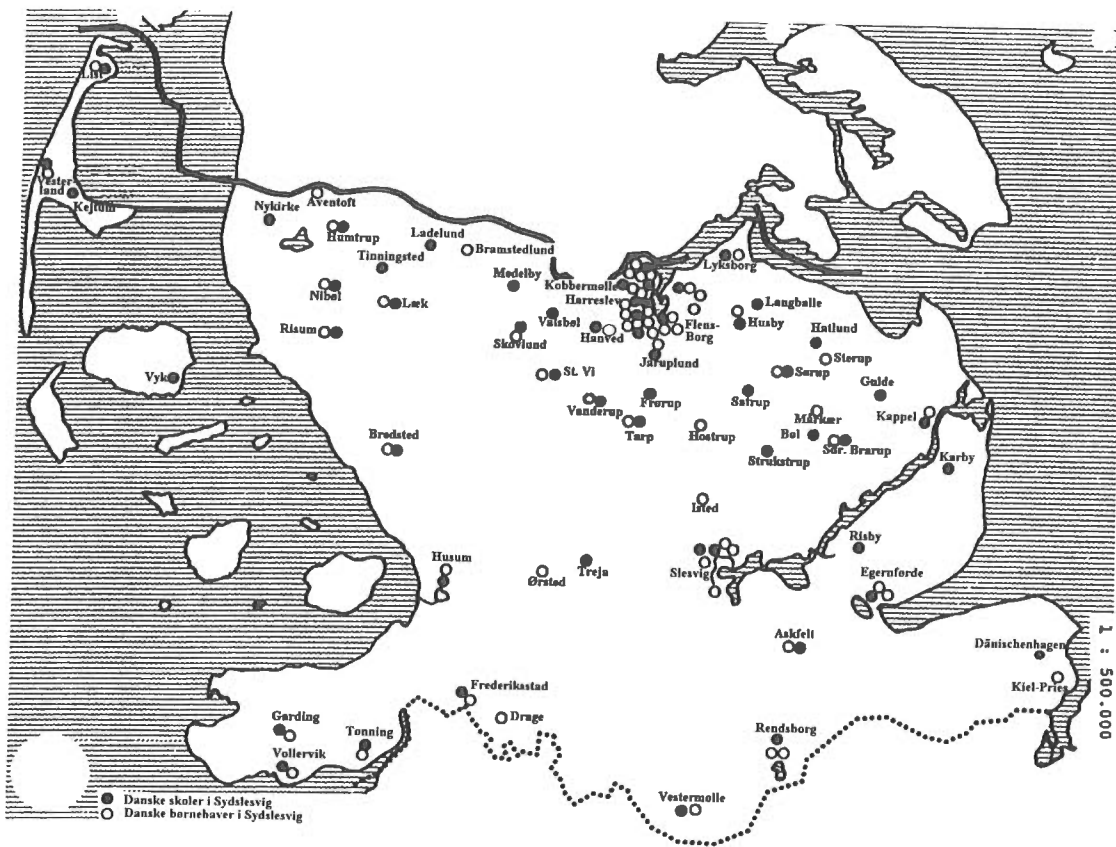 List
Vester-
land
Kejtum
Nykirke
Aventoft
Humtrup
Ladelund
Bramstedlund
Tinningsted
Medelby
Nibøl
Læk
Risum
Vyk
Bredsted
Kobbermølle
Harreslev
Valsbøl
Hanved
Skovlund
St. Vi
Vanderup
Tarp
Frørup
Jaruplund
Flens-
Borg
Lyksborg
Langballe
Husby
Hatlund
Sterup
Sørup
Satrup
Gulde
Kappel
Mårkær
Bøl
Sør. Brarup
Strukstrup
Hostrup
Isted
Karby
Risby
Egernførde
Slesvig
Husum
Ørsted
Treja
Askfelt
Dänischenhagen
Kiel-Pries
1 : 500.000
Frederiksstad
Drage
Garding
Vollervik
Tønning
Rendsborg
Vestermølle
Danske skoler i Sydslesvig
Danske børnehaver i Sydslesvig